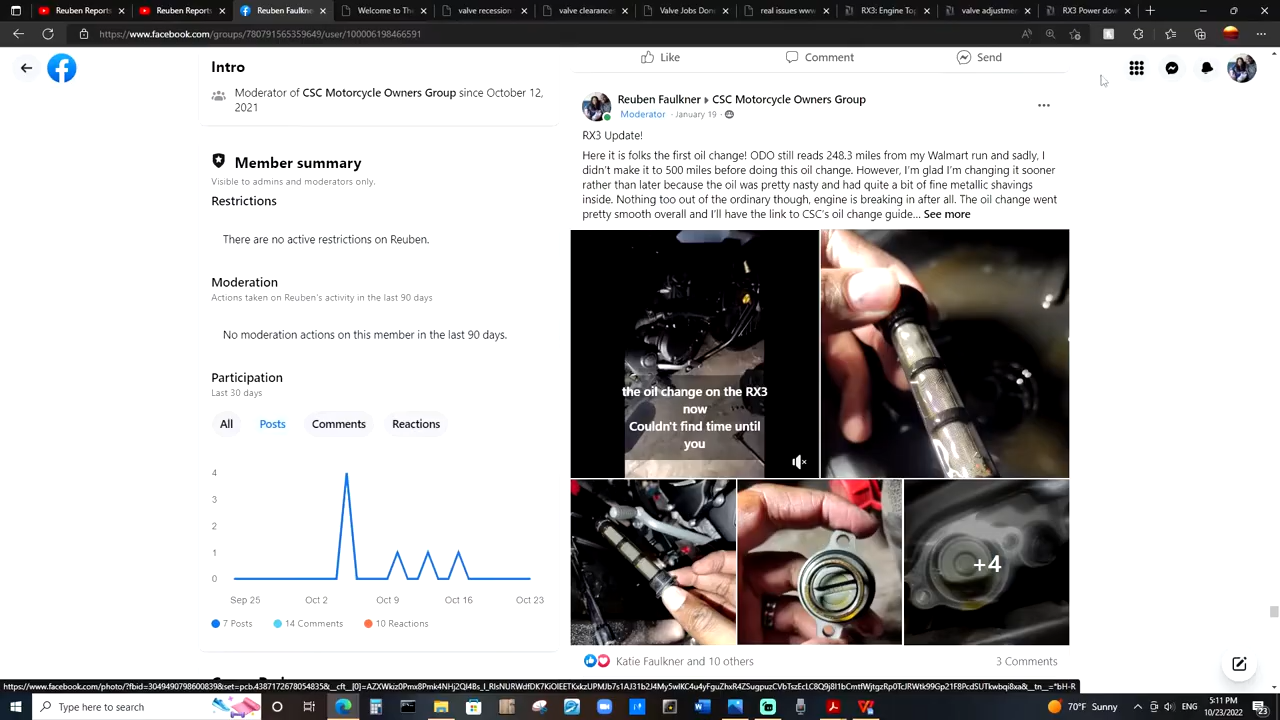 Reuben Reports
Reuben Reports
Reuben Faulkne
Welcome to The
valve recession
valve clearance
Valve Jobs Don
real issues ww
RX3: Engine Top
valve adjustmen
RX3 Power dow
https://www.facebook.com/groups/780791565359649/user/100006198466591
Intro
Moderator of CSC Motorcycle Owners Group since October 12,
2021
Member summary
Visible to admins and moderators only.
Restrictions
There are no active restrictions on Reuben.
Moderation
Actions taken on Reuben's activity in the last 90 days
No moderation actions on this member in the last 90 days.
Participation
Last 30 days
All Posts Comments Reactions
4
3
2
1
0
Sep 25 Oct 2 Oct 9 Oct 16 Oct 23
7 Posts 14 Comments 10 Reactions
Like Comment Send
Reuben Faulkner CSC Motorcycle Owners Group
Moderator · January 19 ·
RX3 Update!
Here it is folks the first oil change! ODO still reads 248.3 miles from my Walmart run and sadly, I
didn't make it to 500 miles before doing this oil change. However, I'm glad I'm changing it sooner
rather than later because the oil was pretty nasty and had quite a bit of fine metallic shavings
inside. Nothing too out of the ordinary though, engine is breaking in after all. The oil change went
pretty smooth overall and I'll have the link to CSC's oil change guide... See more
the oil change on the RX3
now
Couldn't find time until
you
+4
Katie Faulkner and 10 others
3 Comments
Type here to search
70°F Sunny
5:11 PM
10/23/2022